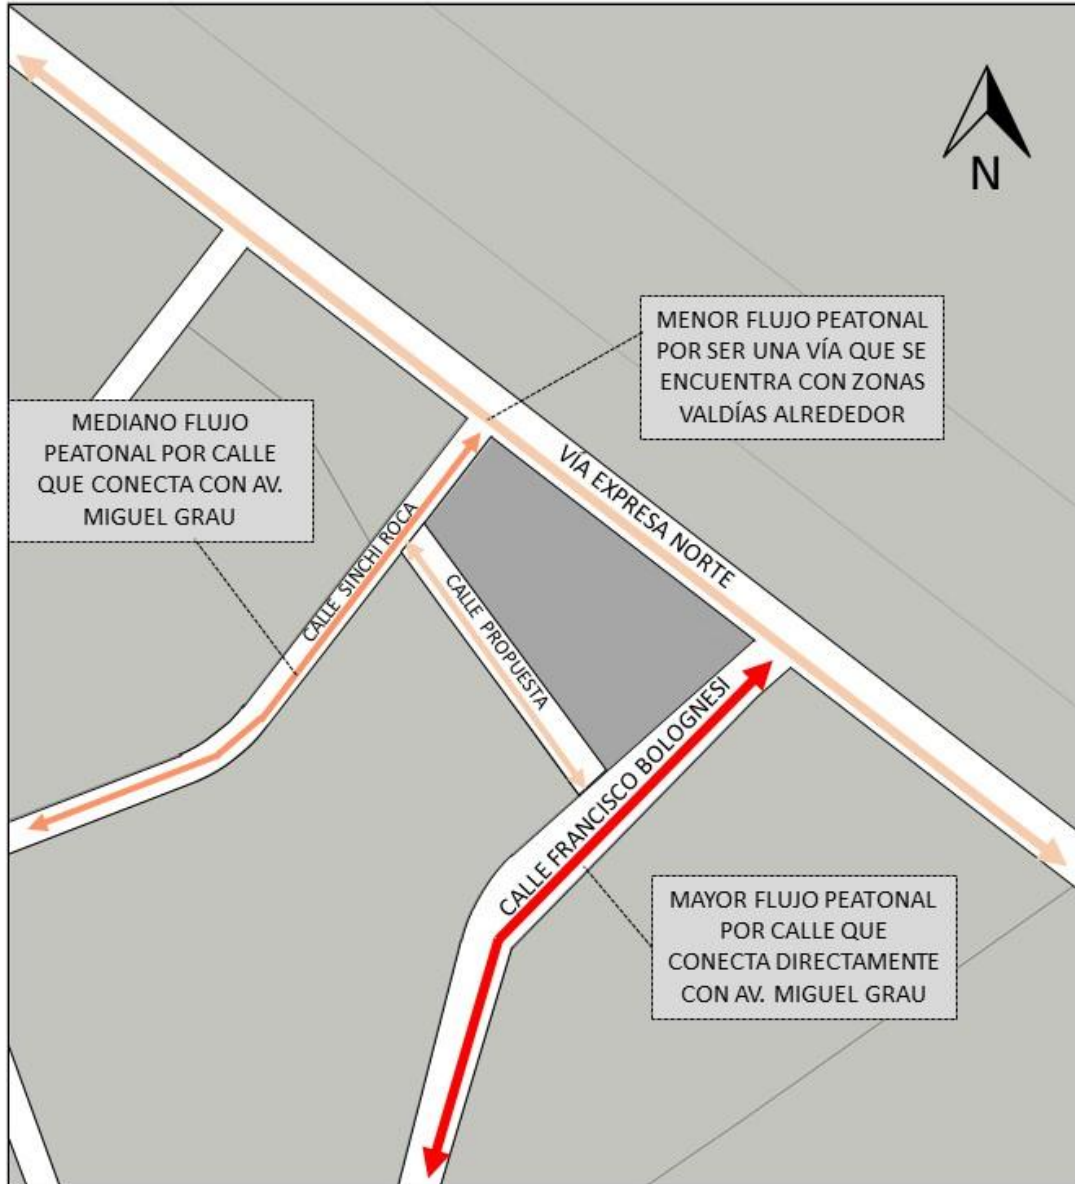 N
MENOR FLUJO PEATONAL
POR SER UNA VÍA QUE SE
ENCUENTRA CON ZONAS
VALDÍAS ALREDEDOR
MEDIANO FLUJO
PEATONAL POR CALLE
QUE CONECTA CON AV.
MIGUEL GRAU
VÍA EXPRESA NORTE
CALLE SINCHI ROCA
CALLE PROPUESTA
CALLE FRANCISCO BOLOGNESI
MAYOR FLUJO PEATONAL
POR CALLE QUE
CONECTA DIRECTAMENTE
CON AV. MIGUEL GRAU